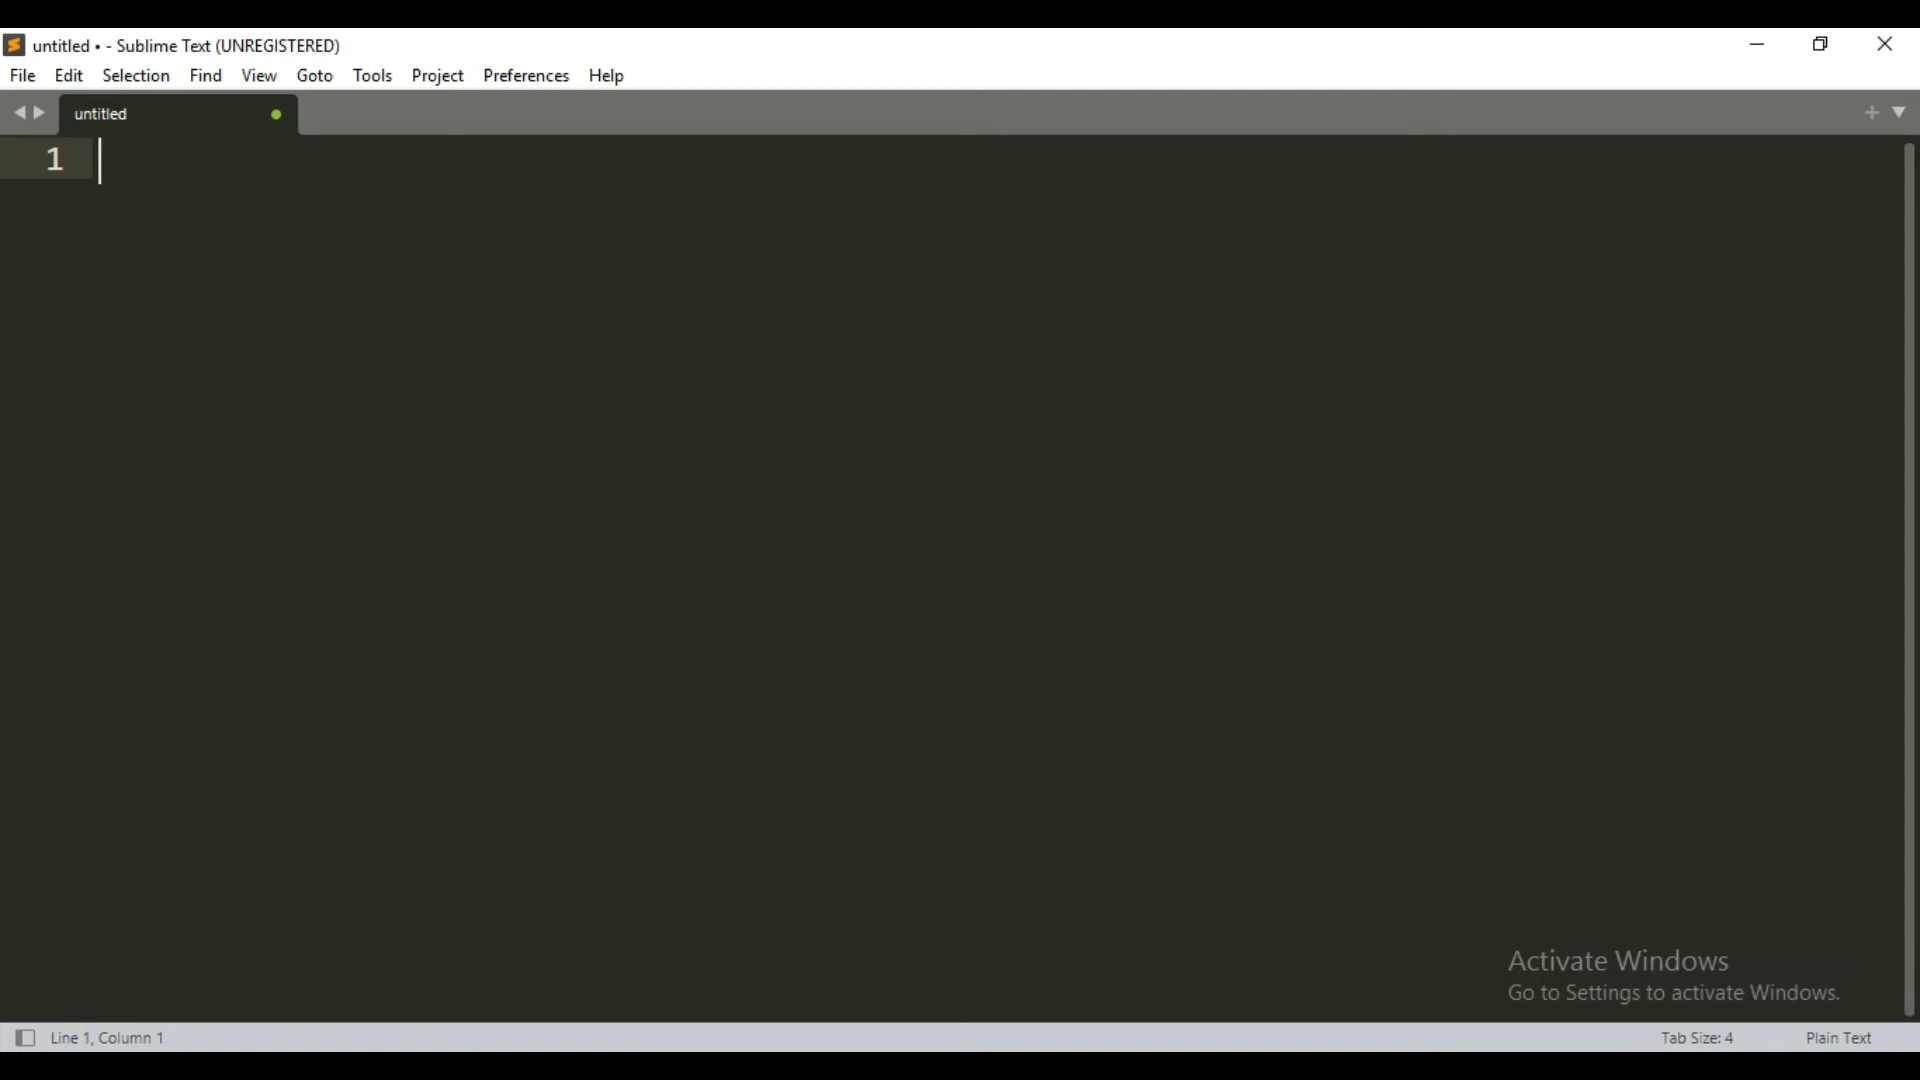 untitled • - Sublime Text (UNREGISTERED)
File Edit Selection Find View Goto Tools Project Preferences Help
untitled
1
Activate Windows
Go to Settings to activate Windows.
Line 1, Column 1 Tab Size: 4 Plain Text